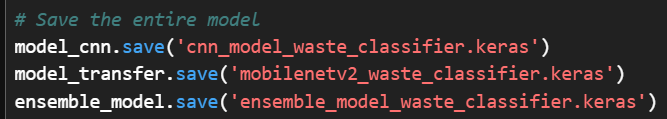 # Save the entire model
model_cnn.save('cnn_model_waste_classifier.keras')
model_transfer.save('mobilenetv2_waste_classifier.keras')
ensemble_model.save('ensemble_model_waste_classifier.keras')